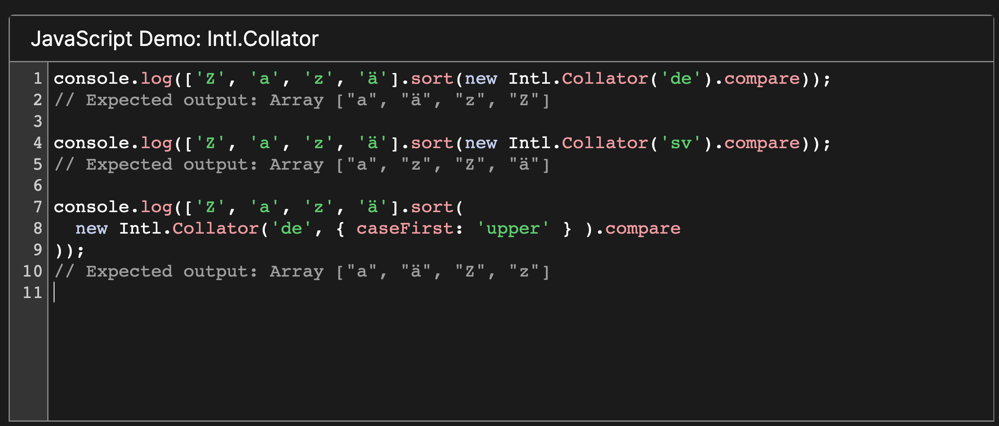 JavaScript Demo: Intl.Collator
1 console.log(['Z', 'a', 'z', 'ä'].sort(new Intl.Collator('de').compare));
2 // Expected output: Array ["a", "ä", "z", "Z"]
3
4 console.log(['Z', 'a', 'z', 'ä'].sort(new Intl.Collator('sv').compare));
5 // Expected output: Array ["a", "z", "Z", "ä"]
6
7 console.log(['Z', 'a', 'z', 'ä'].sort(
8   new Intl.Collator('de', { caseFirst: 'upper' } ).compare
9 ));
10 // Expected output: Array ["a", "ä", "Z", "z"]
11